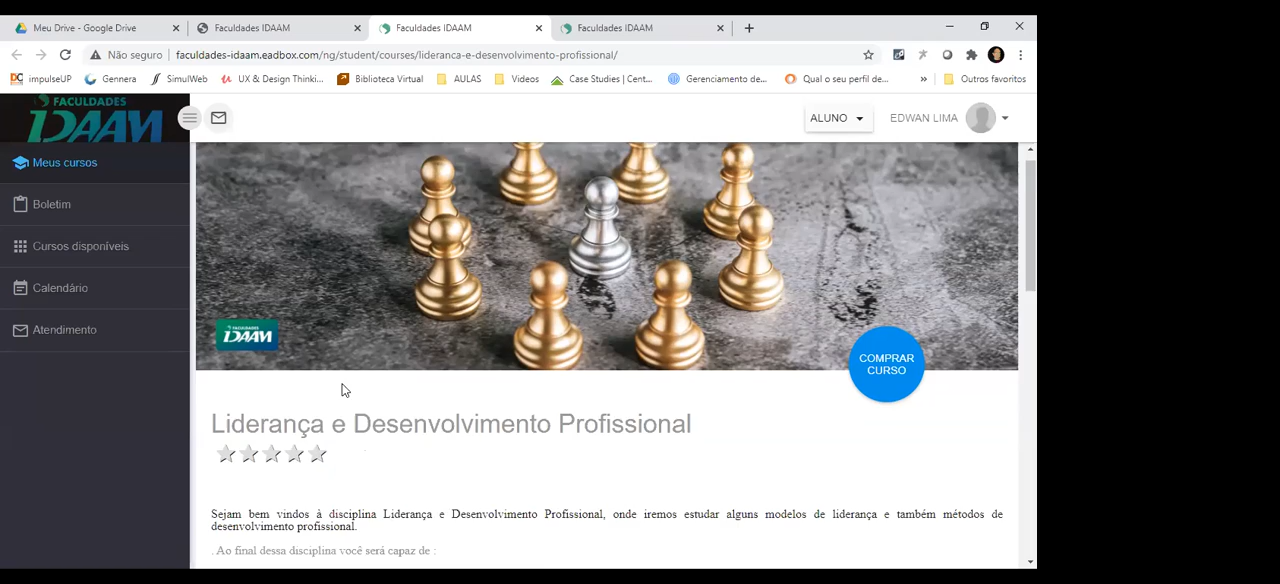 Meu Drive - Google Drive
Faculdades IDAAM
Faculdades IDAAM
Faculdades IDAAM
Não seguro
faculdades-idaam.eadbox.com/ng/student/courses/lideranca-e-desenvolvimento-profissional/
impulseUP
Gennera
SimulWeb
UX & Design Thinki...
Biblioteca Virtual
AULAS
Videos
Case Studies | Cent...
Gerenciamento de...
Qual o seu perfil de...
»
Outros favoritos
FACULDADES
IDAAM
ALUNO
EDWAN LIMA
Meus cursos
Boletim
Cursos disponíveis
Calendário
Atendimento
FACULDADES
IDAAM
COMPRAR
CURSO
Liderança e Desenvolvimento Profissional
Sejam bem vindos à disciplina Liderança e Desenvolvimento Profissional, onde iremos estudar alguns modelos de liderança e também métodos de
desenvolvimento profissional.
. Ao final dessa disciplina você será capaz de :